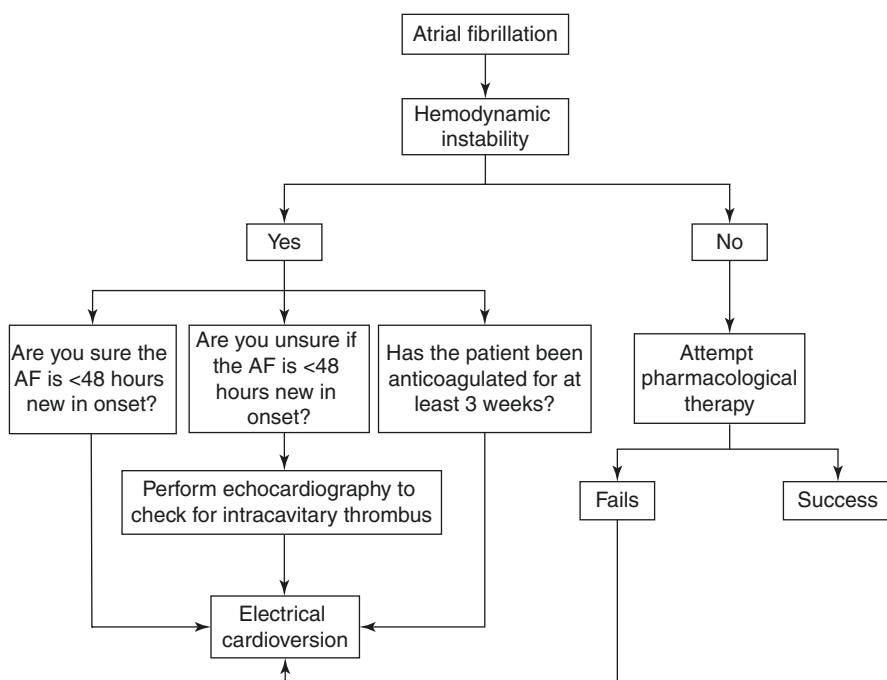 Atrial fibrillation
Hemodynamic
instability
Yes
No
Are you sure the
AF is <48 hours
new in onset?
Are you unsure if
the AF is <48
hours new in
onset?
Has the patient been
anticoagulated for at
least 3 weeks?
Attempt
pharmacological
therapy
Perform echocardiography to
check for intracavitary thrombus
Fails
Success
Electrical
cardioversion